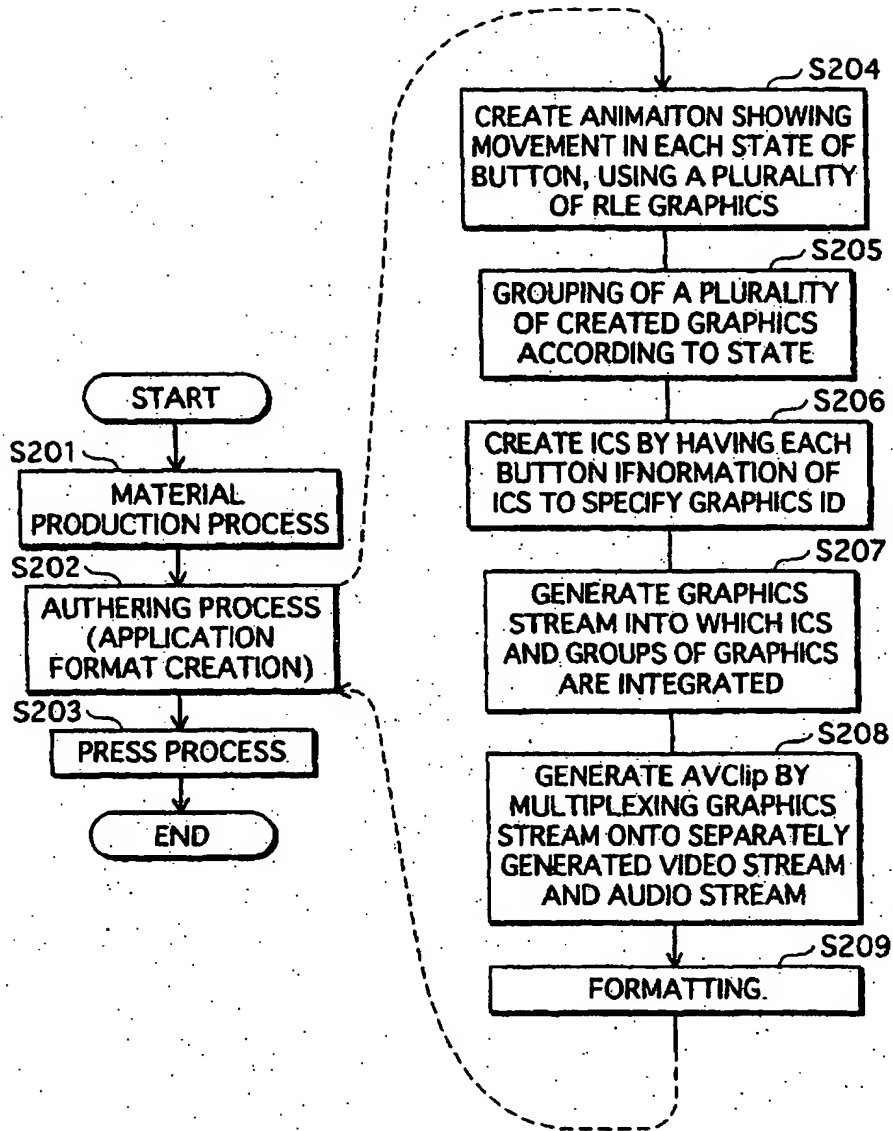 START
S201
MATERIAL
PRODUCTION PROCESS
S202
AUTHERING PROCESS
(APPLICATION
FORMAT CREATION)
S203
PRESS PROCESS
END
S204
CREATE ANIMAITON SHOWING
MOVEMENT IN EACH STATE OF
BUTTON, USING A PLURALITY
OF RLE GRAPHICS
S205
GROUPING OF A PLURALITY
OF CREATED GRAPHICS
ACCORDING TO STATE
S206
CREATE ICS BY HAVING EACH
BUTTON IFNORMATION OF
ICS TO SPECIFY GRAPHICS ID
S207
GENERATE GRAPHICS
STREAM INTO WHICH ICS
AND GROUPS OF GRAPHICS
ARE INTEGRATED
S208
GENERATE AVClip BY
MULTIPLEXING GRAPHICS
STREAM ONTO SEPARATELY
GENERATED VIDEO STREAM
AND AUDIO STREAM
S209
FORMATTING.